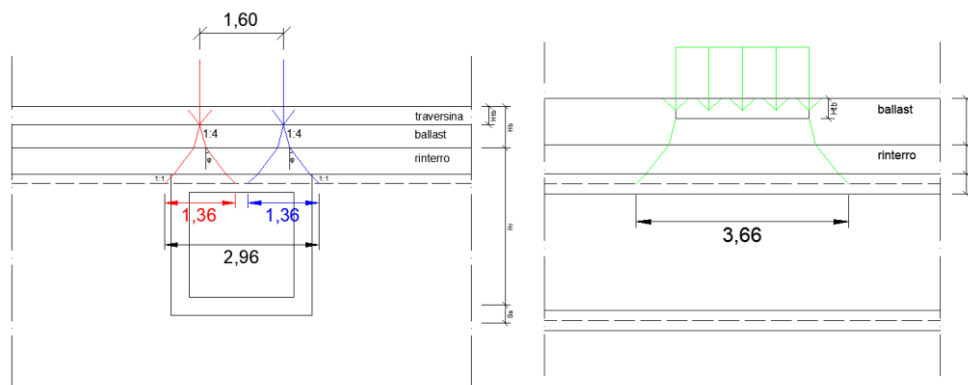 1,60
traversina
Htb
Hb
1:4
1:4
ballast
φ
φ
rinterro
1:1
1:1
1,36
1,36
2,96
Hr
Htb
ballast
rinterro
3,66